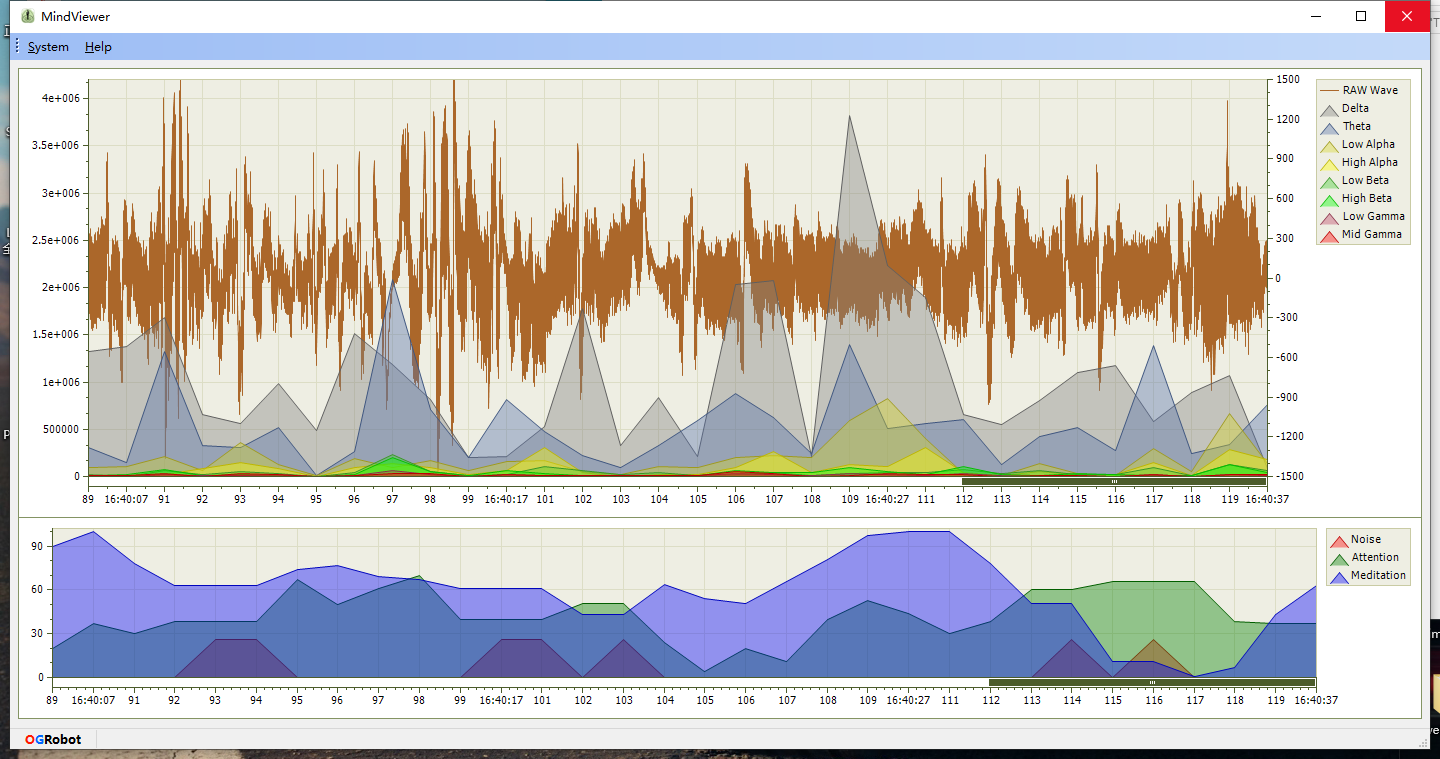 MindViewer
System Help
4e+006
3.5e+006
3e+006
2.5e+006
2e+006
1.5e+006
1e+006
500000
0
1500
1200
900
600
300
0
-300
-600
-900
-1200
-1500
89 16:40:07 91 92 93 94 95 96 97 98 99 16:40:17 101 102 103 104 105 106 107 108 109 16:40:27 111 112 113 114 115 116 117 118 119 16:40:37
RAW Wave
Delta
Theta
Low Alpha
High Alpha
Low Beta
High Beta
Low Gamma
Mid Gamma
90
60
30
0
89 16:40:07 91 92 93 94 95 96 97 98 99 16:40:17 101 102 103 104 105 106 107 108 109 16:40:27 111 112 113 114 115 116 117 118 119 16:40:37
Noise
Attention
Meditation
OGRobot